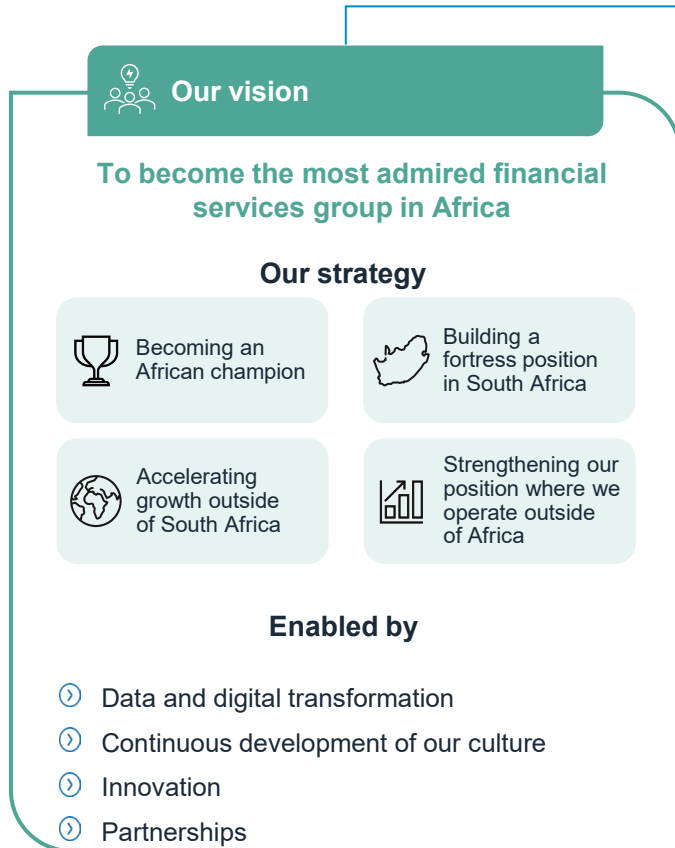 Our vision
To become the most admired financial
services group in Africa
Our strategy
Becoming an
African champion
Building a
fortress position
in South Africa
Accelerating
growth outside
of South Africa
Strengthening our
position where we
operate outside
of Africa
Enabled by
Data and digital transformation
Continuous development of our culture
Innovation
Partnerships